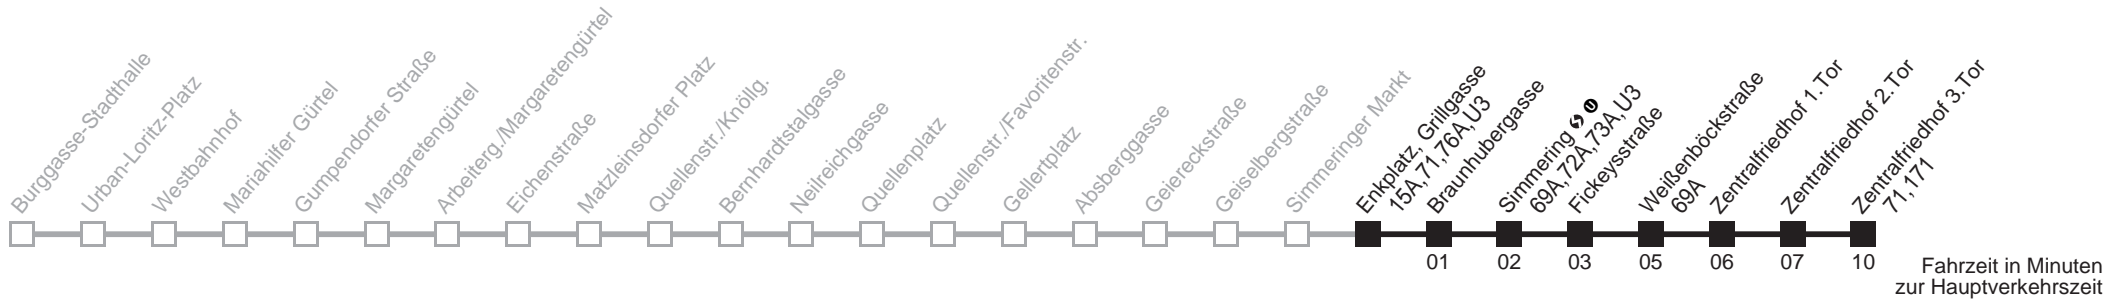 Burggasse-Stadthalle
Urban-Loritz-Platz
Westbahnhof
Mariahilfer Gürtel
Gumpendorfer Straße
Margaretengürtel
Arbeiterg./Margaretengürtel
Eichenstraße
Matzleinsdorfer Platz
Quellenstr./Knöllg.
Bernhardtstalgasse
Neilreichgasse
Quellenplatz
Quellenstr./Favoritenstr.
Gellertplatz
Absberggasse
Geiereckstraße
Geiselbergstraße
Simmeringer Markt
Enkplatz, Grillgasse
15A,71,76A,U3
Braunhubergasse
Simmering S U
69A,72A,73A,U3
Fickeysstraße
Weißenböckstraße
69A
Zentralfriedhof 1.Tor
Zentralfriedhof 2.Tor
Zentralfriedhof 3.Tor
71,171
01
02
03
05
06
07
10
Fahrzeit in Minuten
zur Hauptverkehrszeit